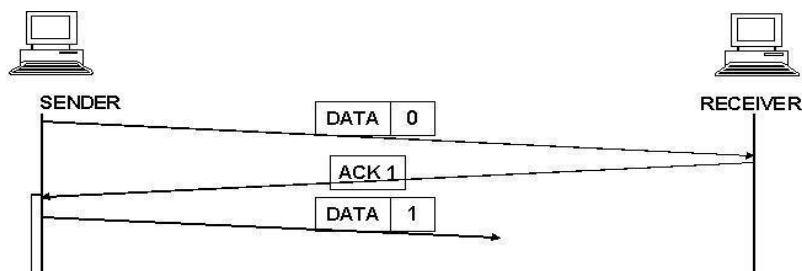 SENDER
RECEIVER
DATA 0
ACK 1
DATA 1